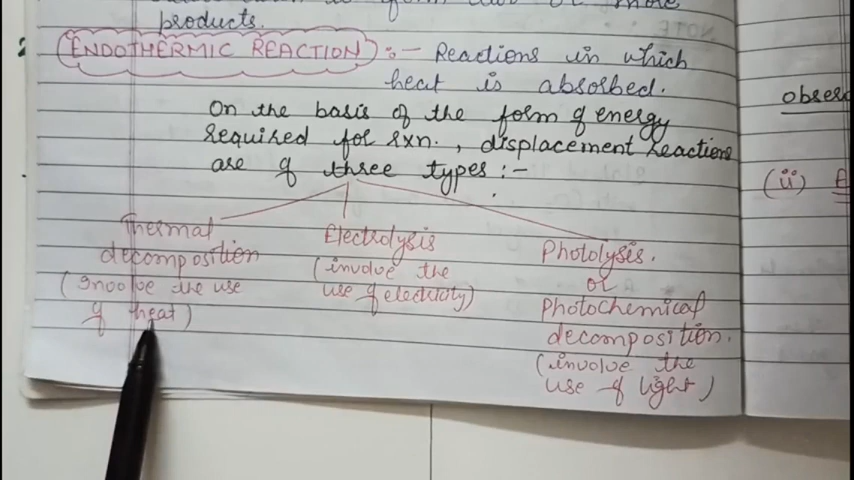 products.
ENDOTHERMIC REACTION :- Reactions in which
heat is absorbed.
On the basis of the form of energy
required for rxn., displacement reactions
are of three types :-
Thermal
decomposition
(involve the use
of heat)
Electrolysis
(involve the
use of electricity)
Photolysis.
or
Photochemical
decomposition.
(involve the
use of light)
(ii)